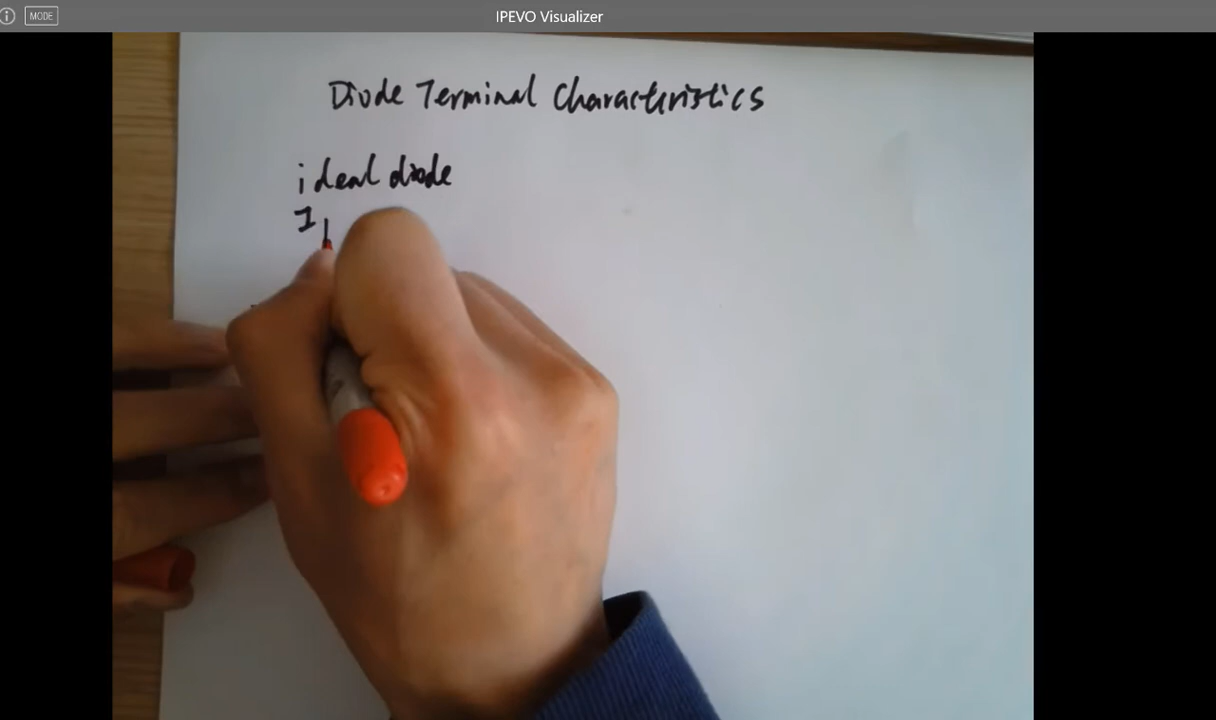 MODE
IPEVO Visualizer
Diode Terminal Characteristics
ideal diode
I